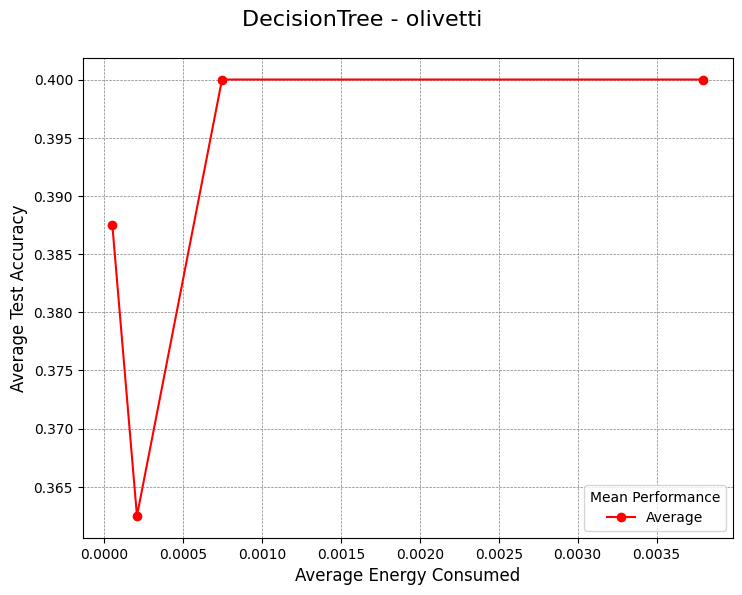 DecisionTree - olivetti
0.400
0.395
0.390
0.385
0.380
0.375
0.370
0.365
Average Test Accuracy
Mean Performance
Average
0.0000 0.0005 0.0010 0.0015 0.0020 0.0025 0.0030 0.0035
Average Energy Consumed